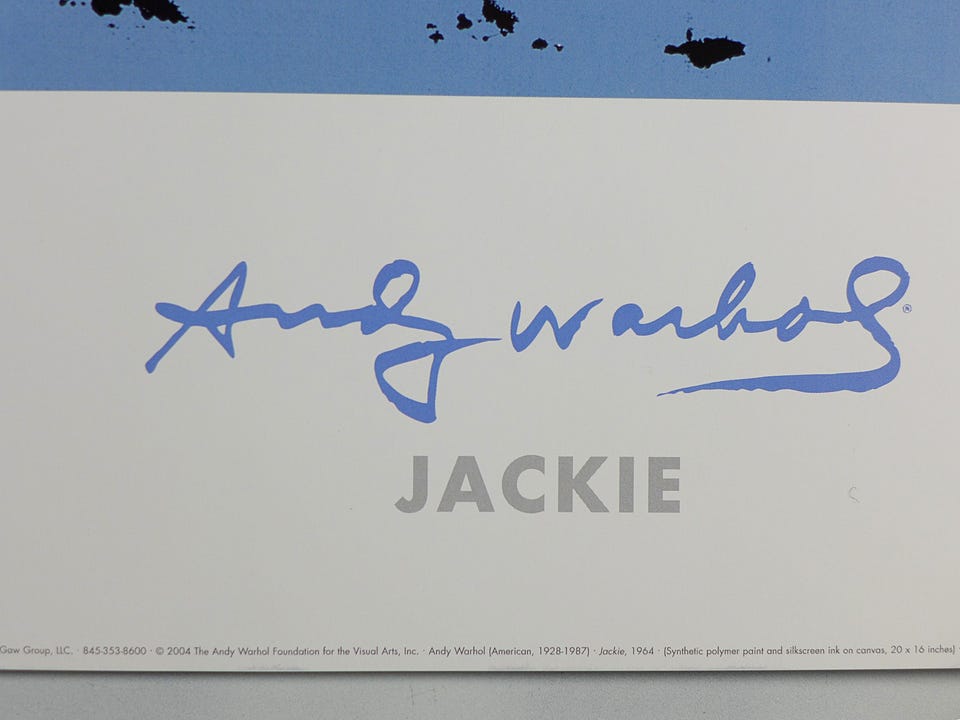 Andy Warhol®
JACKIE
Gaw Group, LLC. · 845-353-8600 · © 2004 The Andy Warhol Foundation for the Visual Arts, Inc. · Andy Warhol (American, 1928-1987) · Jackie, 1964 · (Synthetic polymer paint and silkscreen ink on canvas, 20 x 16 inches) ·